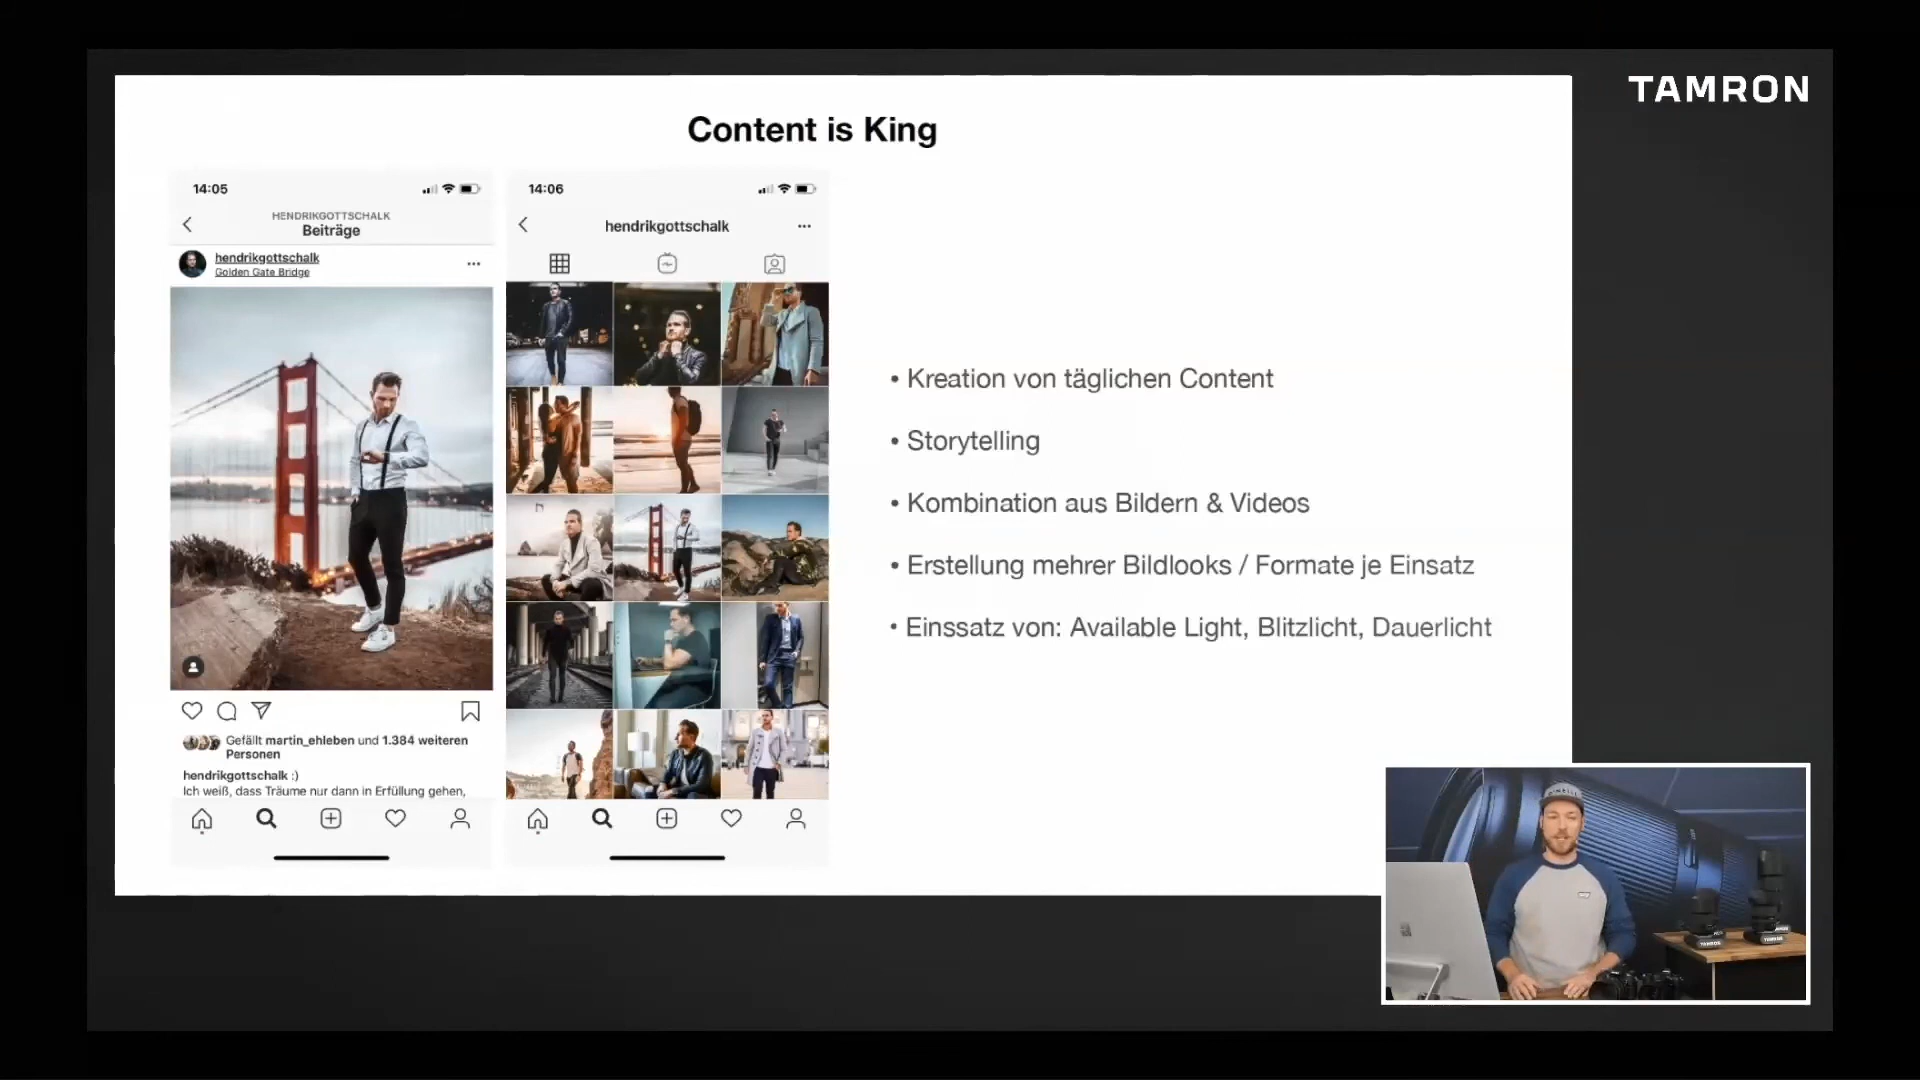 TAMRON
Content is King
14:05
HENDRIKGOTTSCHALK
Beiträge
hendrikgottschalk
Golden Gate Bridge
Gefällt martin_ehleben und 1.384 weiteren
Personen
hendrikgottschalk :)
Ich weiß, dass Träume nur dann in Erfüllung gehen,
14:06
hendrikgottschalk
• Kreation von täglichen Content
• Storytelling
• Kombination aus Bildern & Videos
• Erstellung mehrer Bildlooks / Formate je Einsatz
• Einssatz von: Available Light, Blitzlicht, Dauerlicht
TAMRON